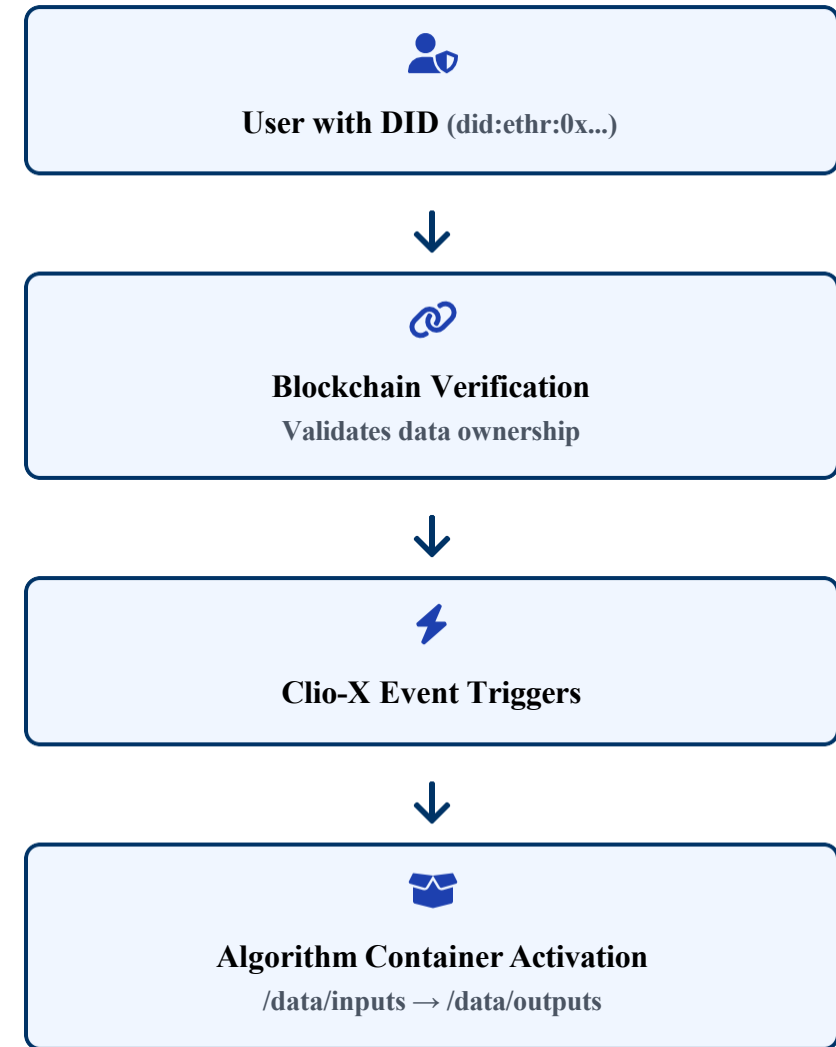 User with DID (did:ethr:0x...)
Blockchain Verification
Validates data ownership
Clio-X Event Triggers
Algorithm Container Activation
/data/inputs → /data/outputs